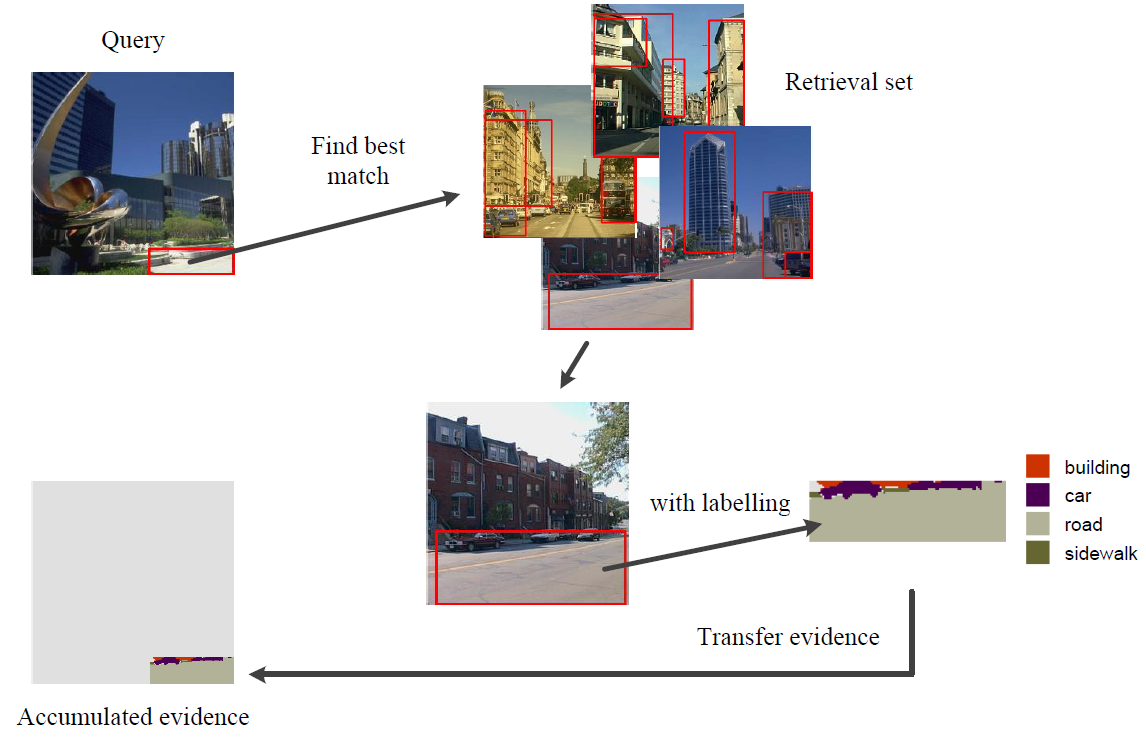 Query
Find best
match
Retrieval set
with labelling
building
car
road
sidewalk
Transfer evidence
Accumulated evidence